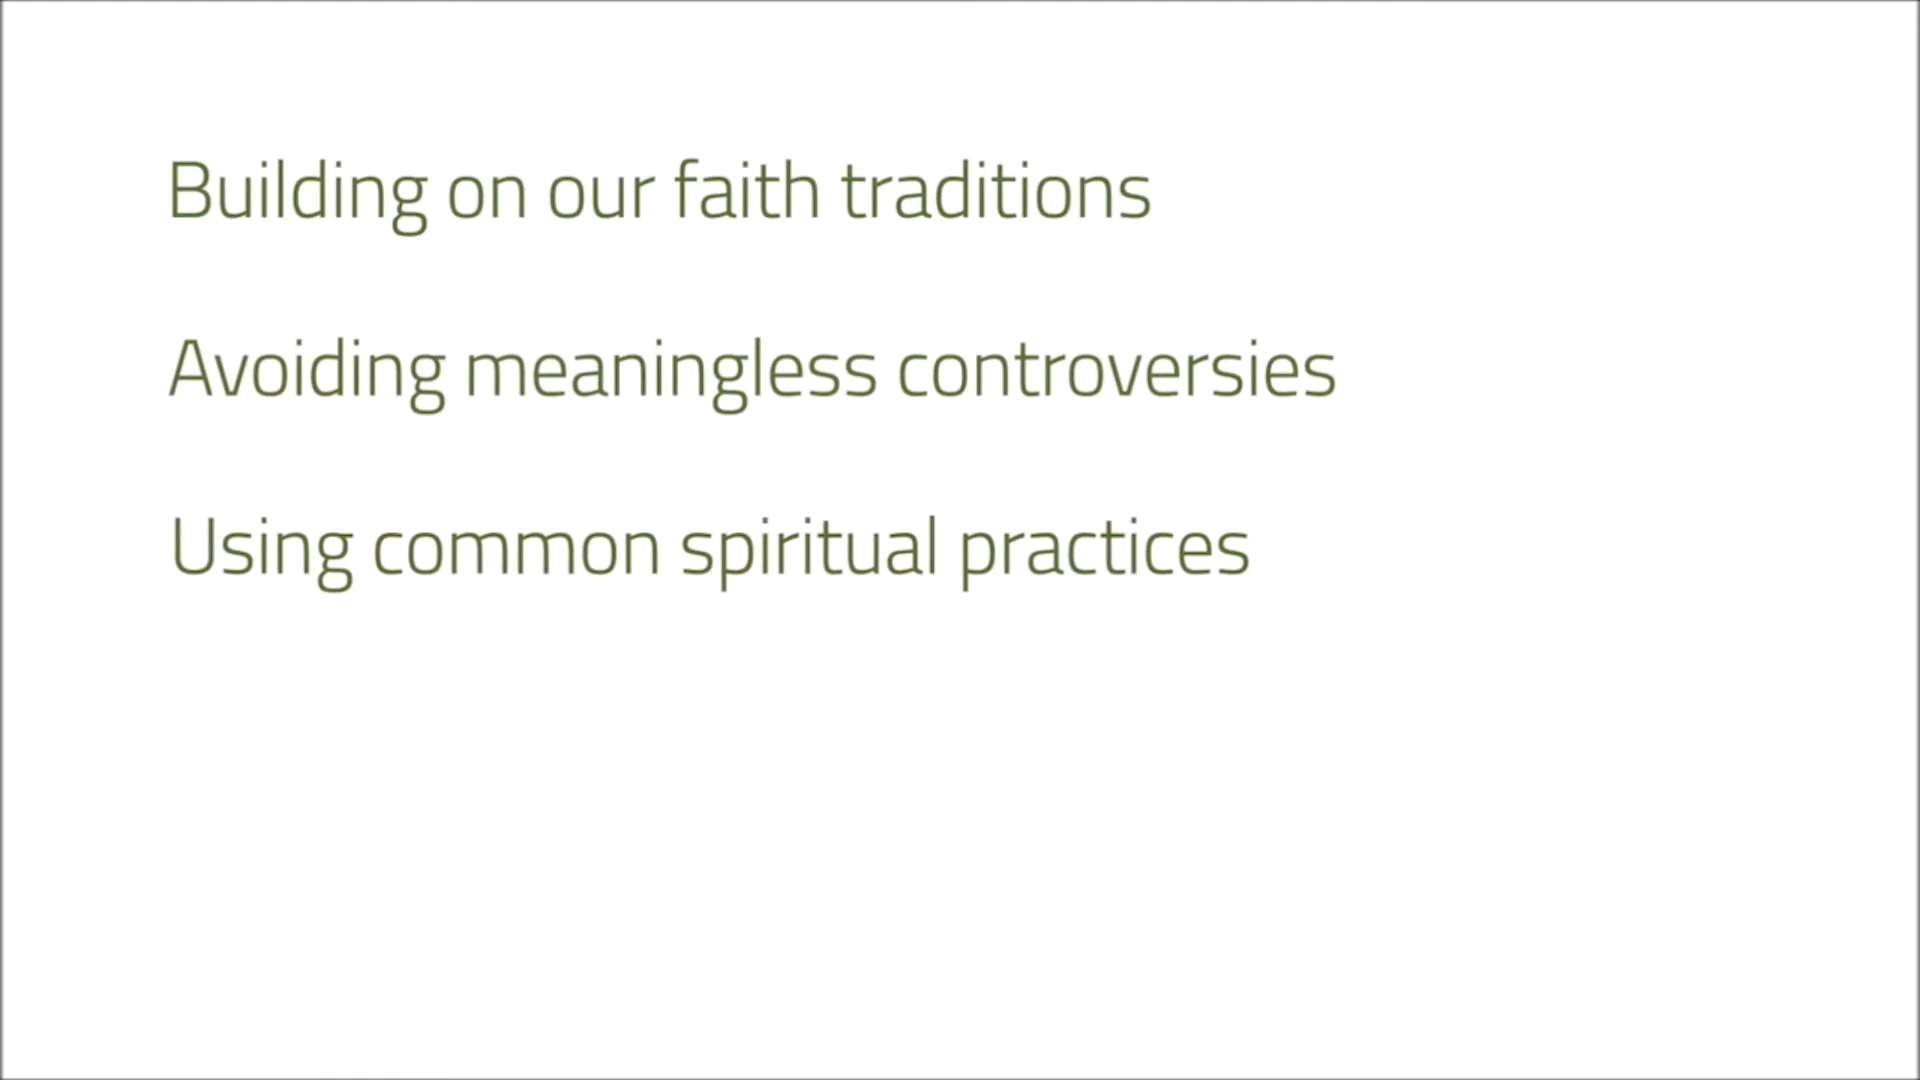 Building on our faith traditions
Avoiding meaningless controversies
Using common spiritual practices